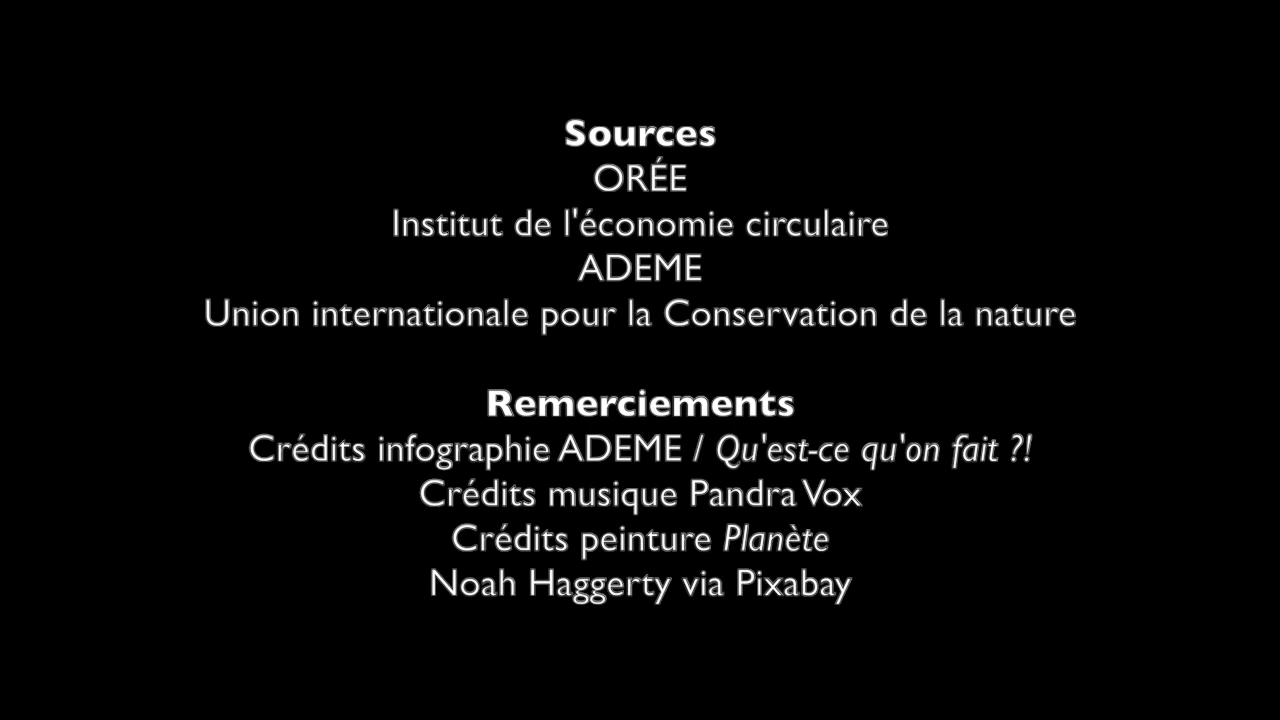 Sources
ORÉE
Institut de l'économie circulaire
ADEME
Union internationale pour la Conservation de la nature
Remerciements
Crédits infographie ADEME / Qu'est-ce qu'on fait ?!
Crédits musique Pandra Vox
Crédits peinture Planète
Noah Haggerty via Pixabay